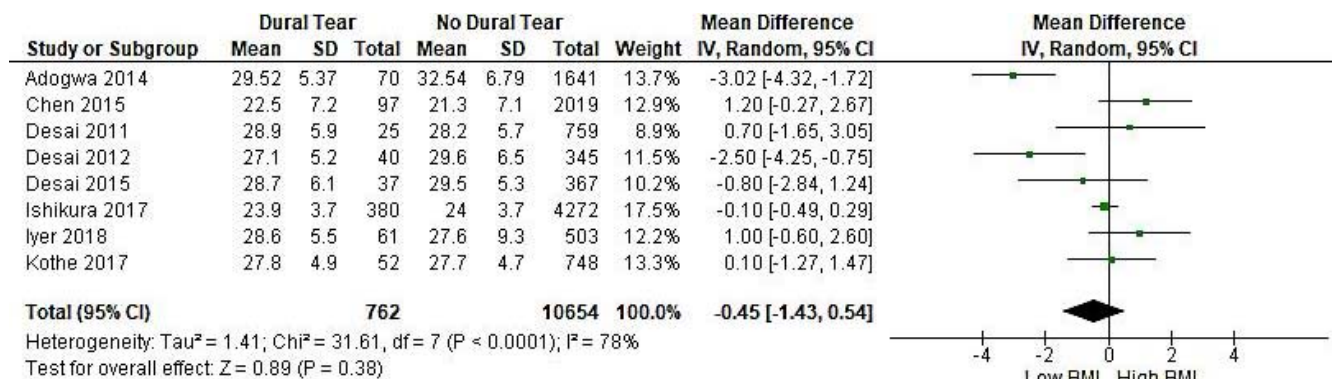 Dural Tear No Dural Tear Mean Difference Mean Difference
Study or Subgroup Mean SD Total Mean SD Total Weight IV, Random, 95% CI IV, Random, 95% CI
Adogwa 2014 29.52 5.37 70 32.54 6.79 1641 13.7% -3.02 [-4.32, -1.72]
Chen 2015 22.5 7.2 97 21.3 7.1 2019 12.9% 1.20 [-0.27, 2.67]
Desai 2011 28.9 5.9 25 28.2 5.7 759 8.9% 0.70 [-1.65, 3.05]
Desai 2012 27.1 5.2 40 29.6 6.5 345 11.5% -2.50 [-4.25, -0.75]
Desai 2015 28.7 6.1 37 29.5 5.3 367 10.2% -0.80 [-2.84, 1.24]
Ishikura 2017 23.9 3.7 380 24 3.7 4272 17.5% -0.10 [-0.49, 0.29]
Iyer 2018 28.6 5.5 61 27.6 9.3 503 12.2% 1.00 [-0.60, 2.60]
Kothe 2017 27.8 4.9 52 27.7 4.7 748 13.3% 0.10 [-1.27, 1.47]
Total (95% CI) 762 10654 100.0% -0.45 [-1.43, 0.54]
Heterogeneity: Tau² = 1.41; Chi² = 31.61, df = 7 (P < 0.0001); I² = 78%
Test for overall effect: Z = 0.89 (P = 0.38)
-4 -2 0 2 4
Low BMI High BMI